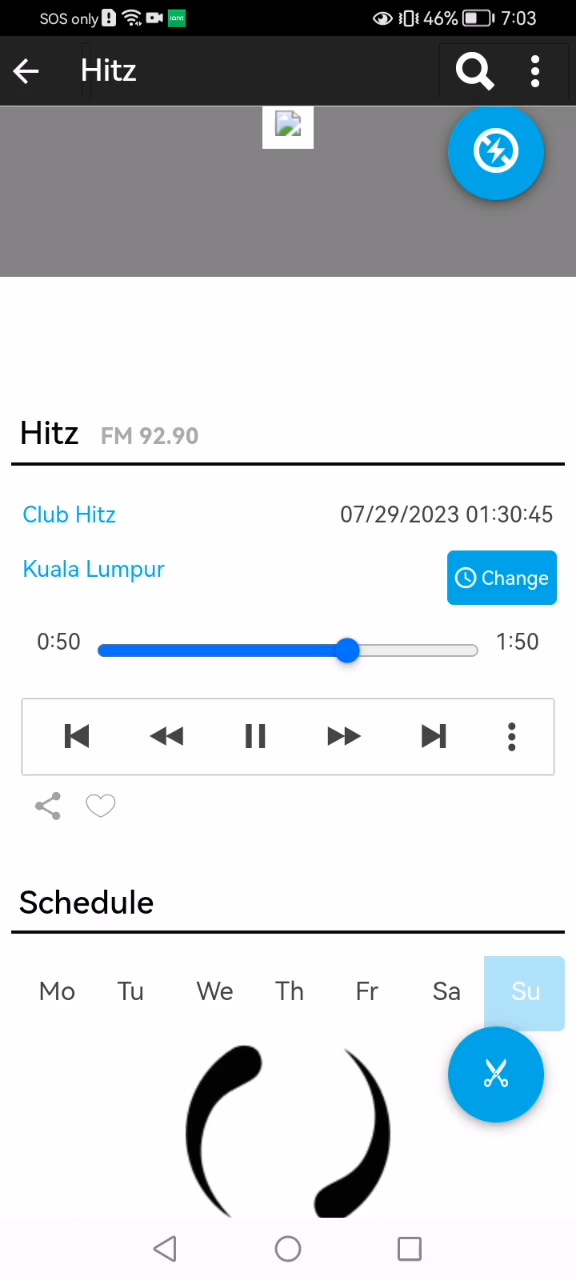 SOS only 46% 7:03
Hitz
Hitz FM 92.90
Club Hitz 07/29/2023 01:30:45
Kuala Lumpur Change
0:50 1:50
Schedule
Mo Tu We Th Fr Sa Su